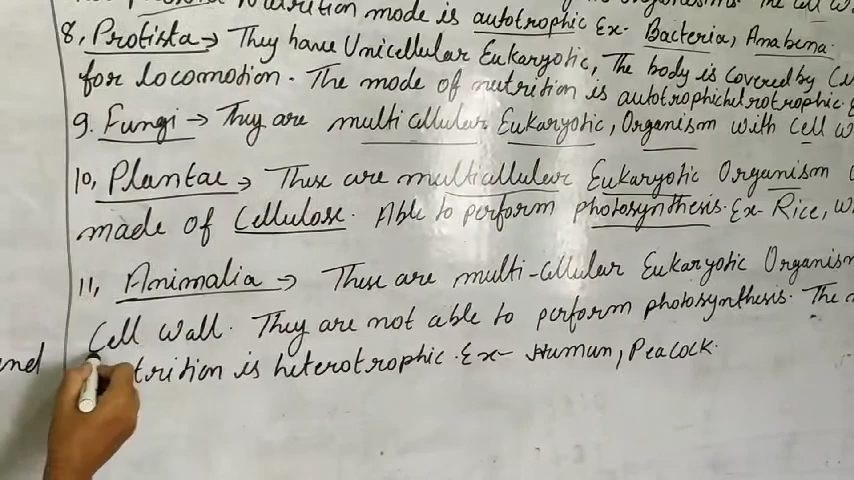 nutrition mode is autotrophic Ex- Bacteria, Anabena.
8, Protista → They have Unicellular Eukaryotic, The body is covered by
for locomotion. The mode of nutrition is autotrophic
9. Fungi → They are multicellular Eukaryotic, Organism with cell
10, Plantae → These are multicellular Eukaryotic Organism
made of Cellulose. Able to perform photosynthesis. Ex- Rice,
11, Animalia → These are multi-cellular Eukaryotic Organism
Cell wall. They are not able to perform photosynthesis. The
trition is heterotrophic. Ex- Human, Peacock.